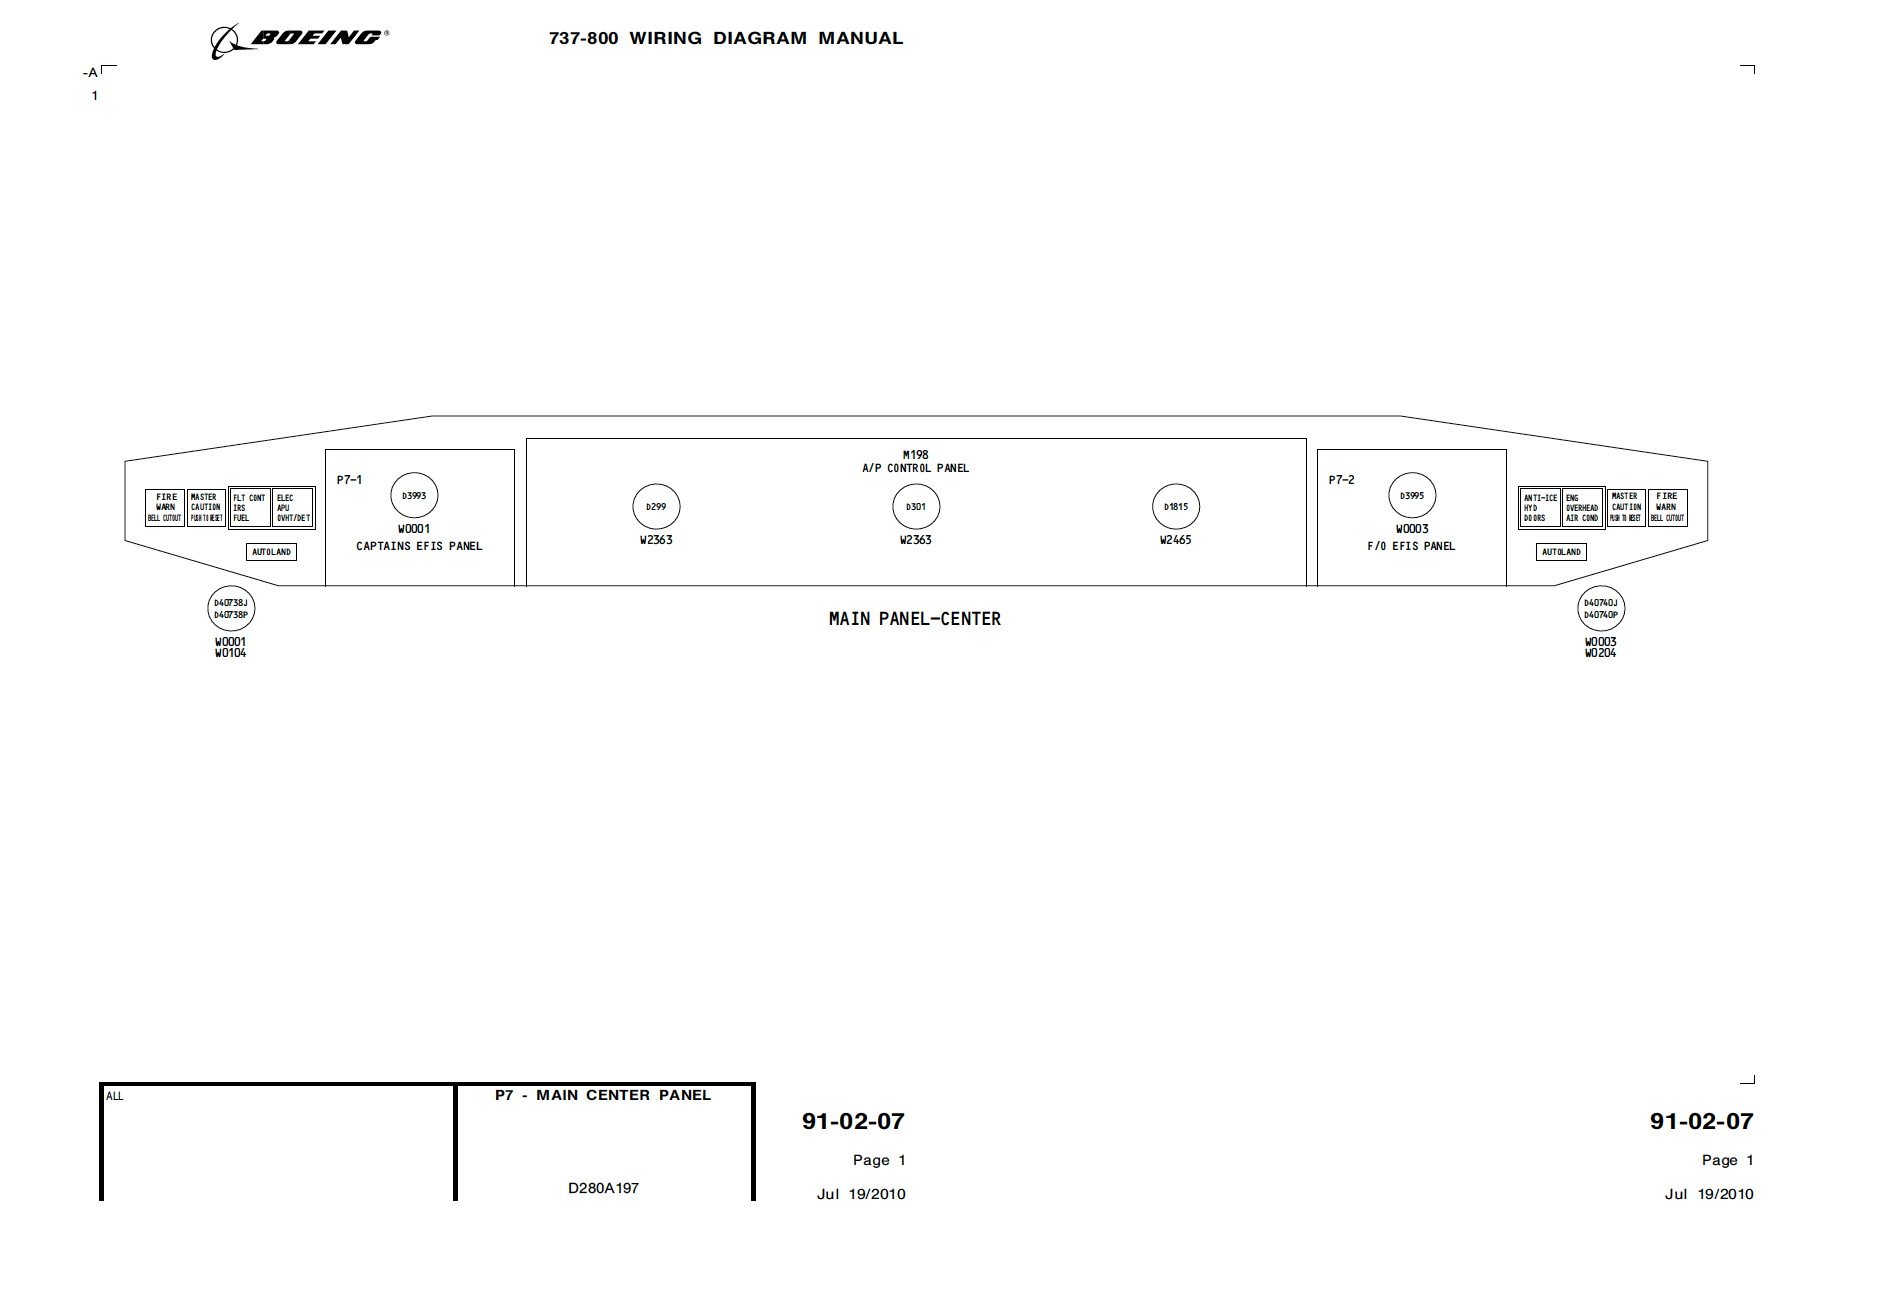 BOEING®
737-800 WIRING DIAGRAM MANUAL
-A
1
M198
A/P CONTROL PANEL
P7-1
D3993
W0001
CAPTAINS EFIS PANEL
D299
W2363
D301
W2363
D1815
W2465
P7-2
D3995
W0003
F/O EFIS PANEL
FIRE
WARN
BELL CUTOUT
MASTER
CAUTION
PUSH TO RESET
FLT CONT
IRS
FUEL
ELEC
APU
OVHT/DET
AUTOLAND
ANTI-ICE
HYD
DOORS
ENG
OVERHEAD
AIR COND
MASTER
CAUTION
PUSH TO RESET
FIRE
WARN
BELL CUTOUT
AUTOLAND
D40738J
D40738P
W0001
W0104
MAIN PANEL-CENTER
D40740J
D40740P
W0003
W0204
ALL
P7 - MAIN CENTER PANEL
D280A197
91-02-07
Page 1
Jul 19/2010
91-02-07
Page 1
Jul 19/2010